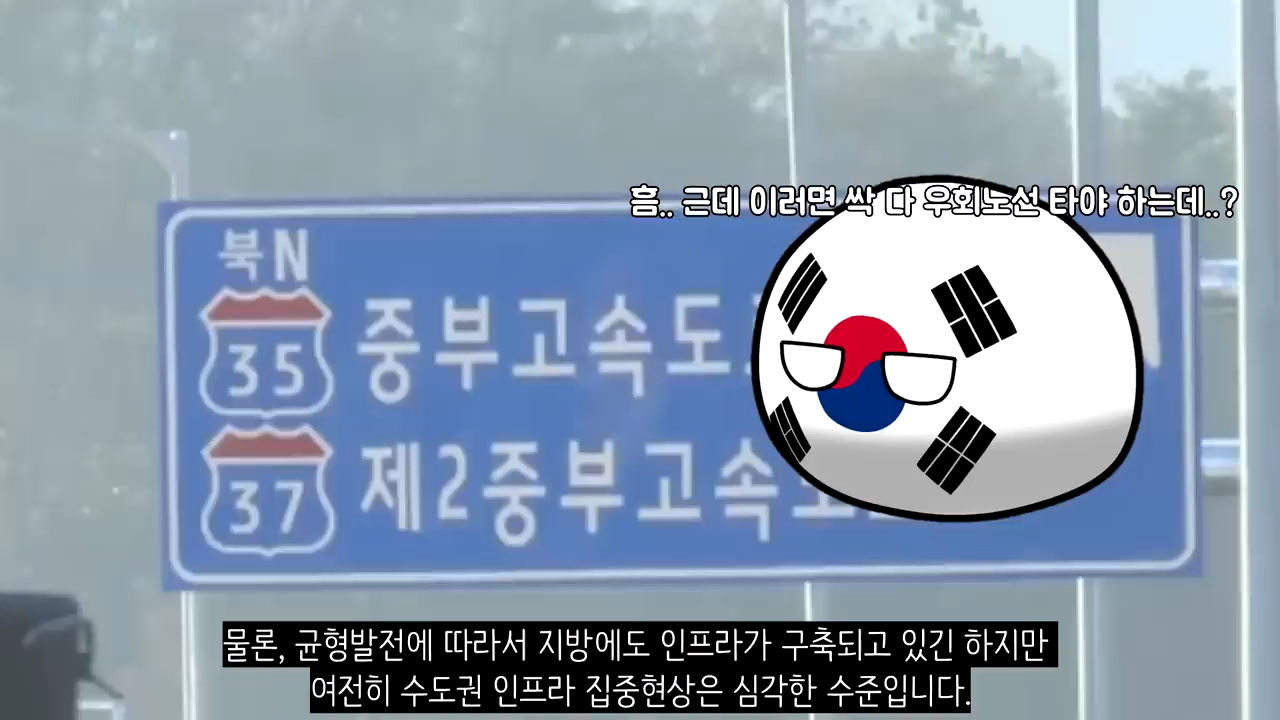 흠.. 근데 이러면 싹 다 우회노선 타야 하는데..?
북 N
35 중부고속도
37 제2중부고속
물론, 균형발전에 따라서 지방에도 인프라가 구축되고 있긴 하지만
여전히 수도권 인프라 집중현상은 심각한 수준입니다.